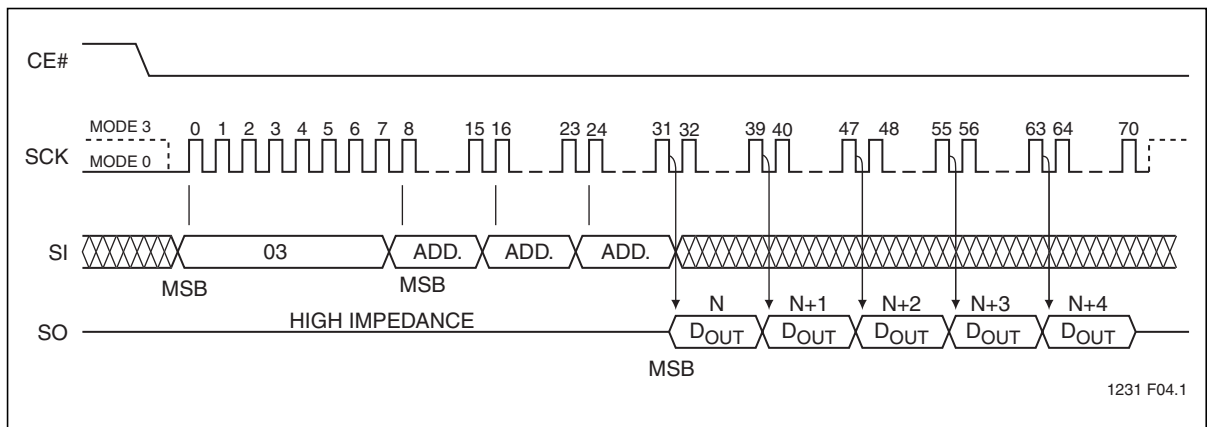 CE#
MODE 3
0 1 2 3 4 5 6 7 8 15 16 23 24 31 32 39 40 47 48 55 56 63 64 70
SCK
MODE 0
SI
03 ADD. ADD. ADD.
MSB MSB
N N+1 N+2 N+3 N+4
HIGH IMPEDANCE
SO
DOUT DOUT DOUT DOUT DOUT
MSB
1231 F04.1